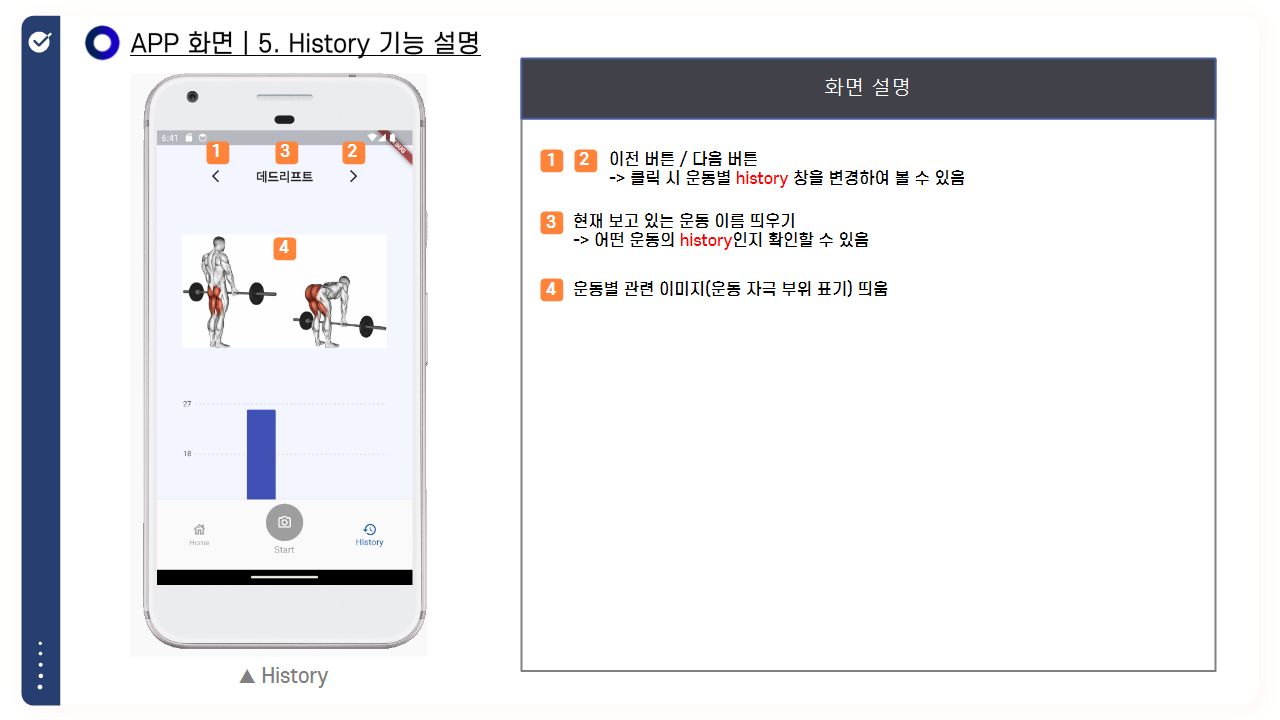 APP 화면 | 5. History 기능 설명
화면 설명
6:41
1
3
2
데드리프트
4
27
18
Home
Start
History
▲ History
1 2 이전 버튼 / 다음 버튼
-> 클릭 시 운동별 history 창을 변경하여 볼 수 있음
3 현재 보고 있는 운동 이름 띄우기
-> 어떤 운동의 history인지 확인할 수 있음
4 운동별 관련 이미지(운동 자극 부위 표기) 띄움